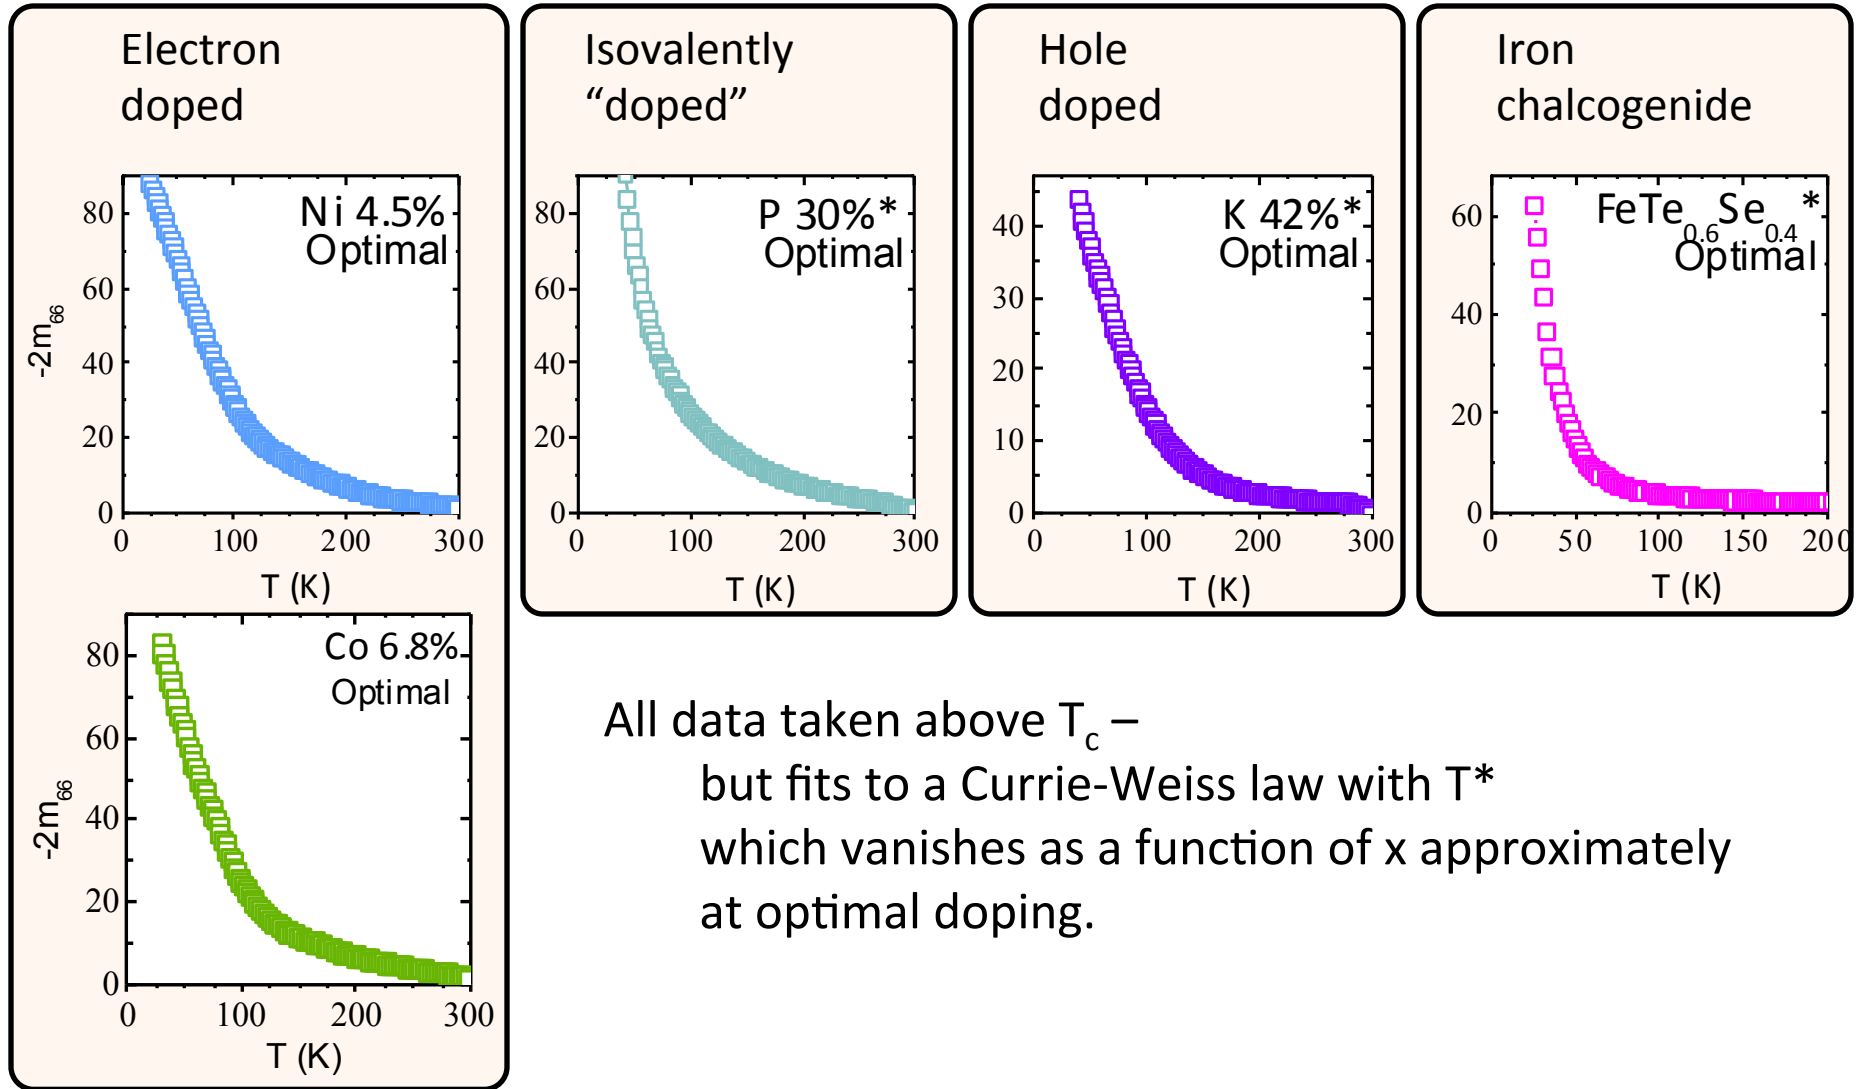 Electron
doped
Ni 4.5%
Optimal
-2m66
80
60
40
20
0
0 100 200 300
T (K)
Co 6.8%
Optimal
-2m66
80
60
40
20
0
0 100 200 300
T (K)
Isovalently
“doped”
P 30%*
Optimal
80
60
40
20
0
0 100 200 300
T (K)
Hole
doped
K 42%*
Optimal
40
30
20
10
0
0 100 200 300
T (K)
Iron
chalcogenide
FeTe0.6Se0.4 *
Optimal
60
40
20
0
0 50 100 150 200
T (K)
All data taken above Tc –
but fits to a Currie-Weiss law with T*
which vanishes as a function of x approximately
at optimal doping.